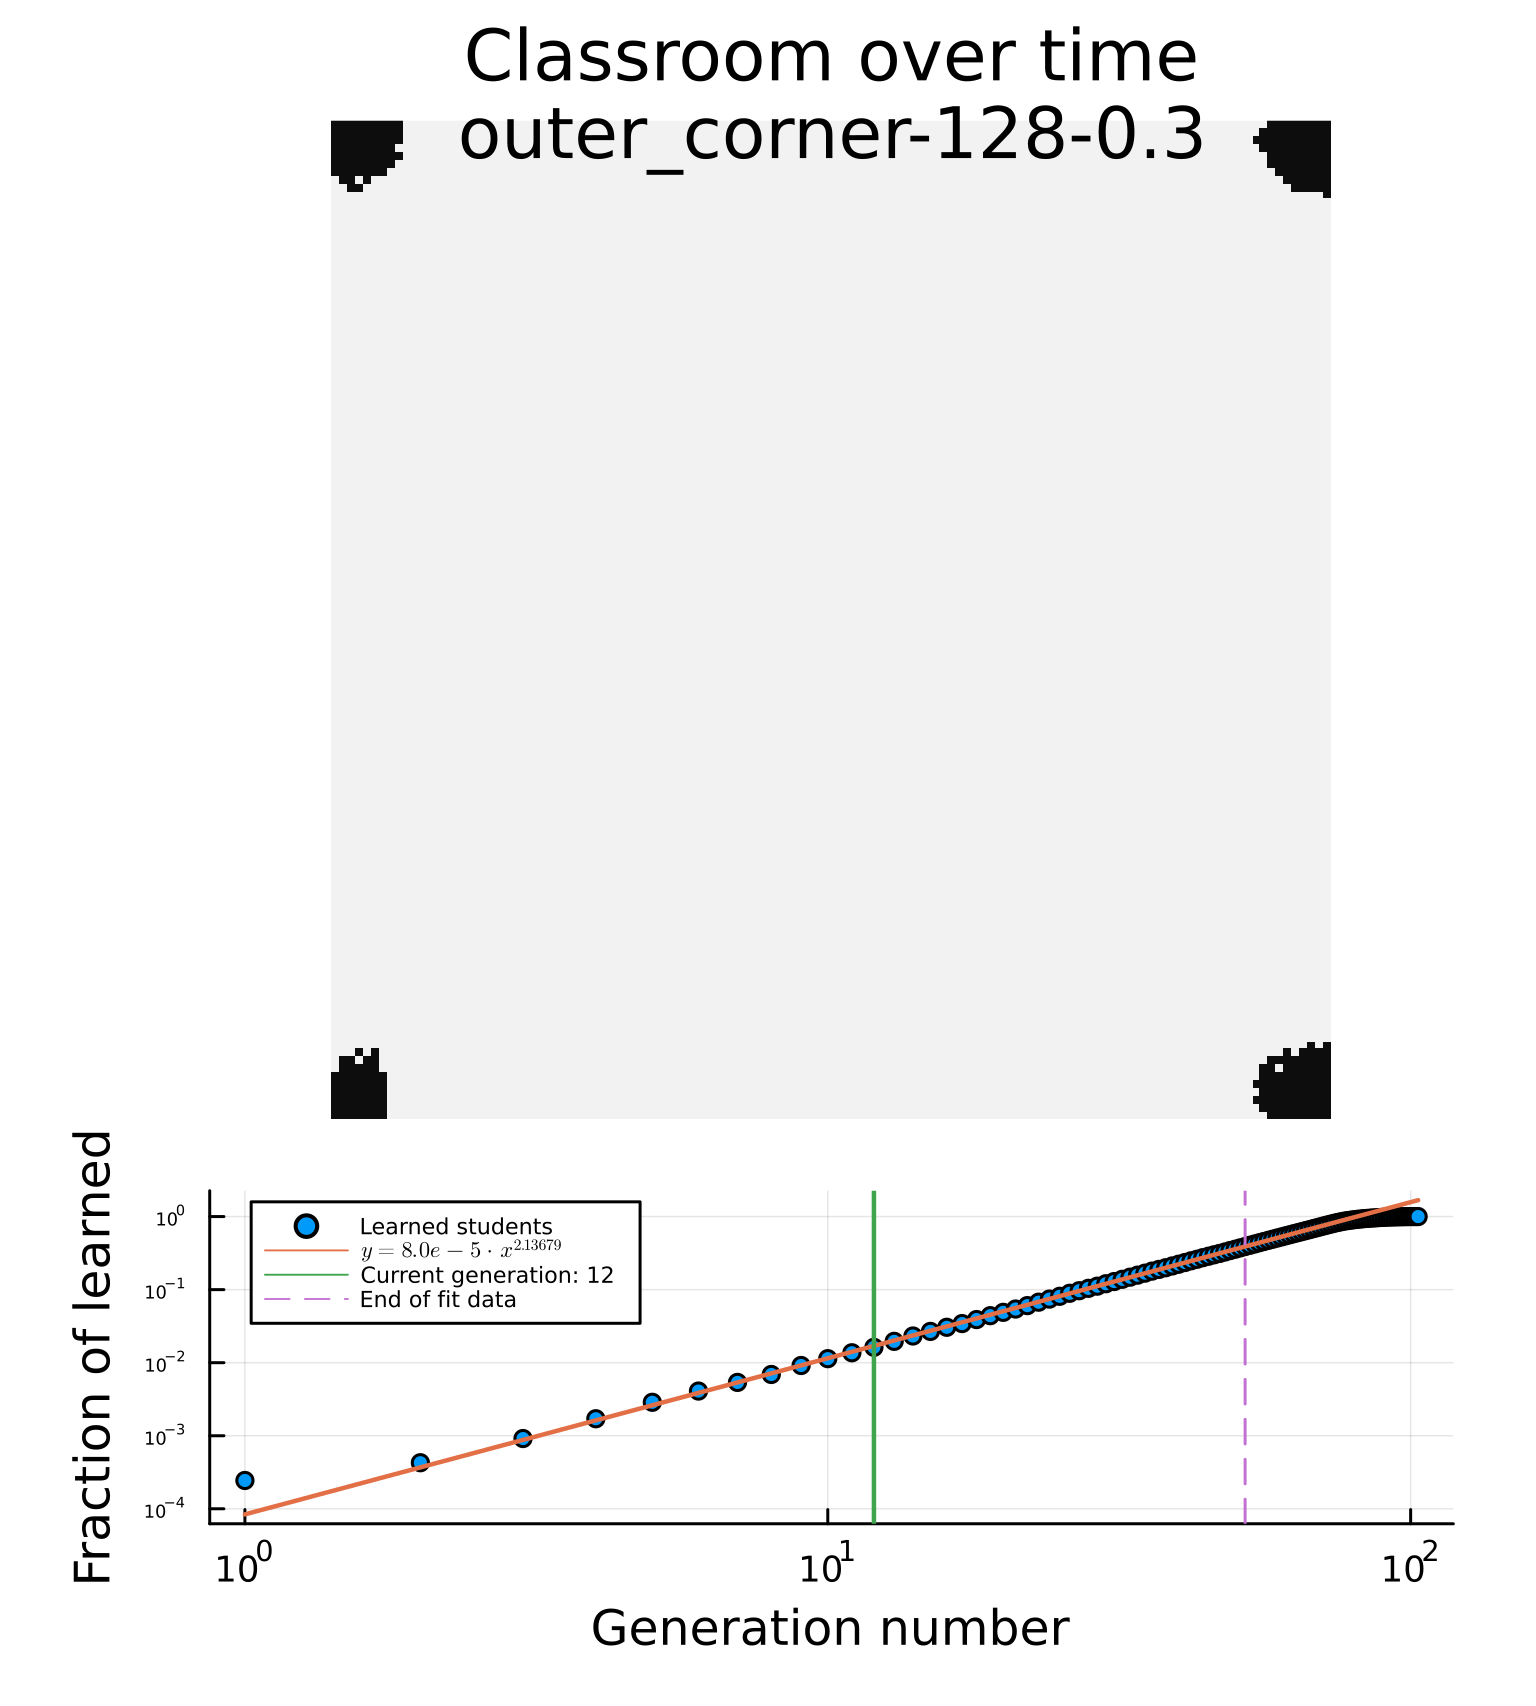 Classroom over time
outer_corner-128-0.3
Fraction of learned
10^0
10^−1
10^−2
10^−3
10^−4
Learned students
y = 8.0e − 5 · x^2.13679
Current generation: 12
End of fit data
10^0 10^1 10^2
Generation number